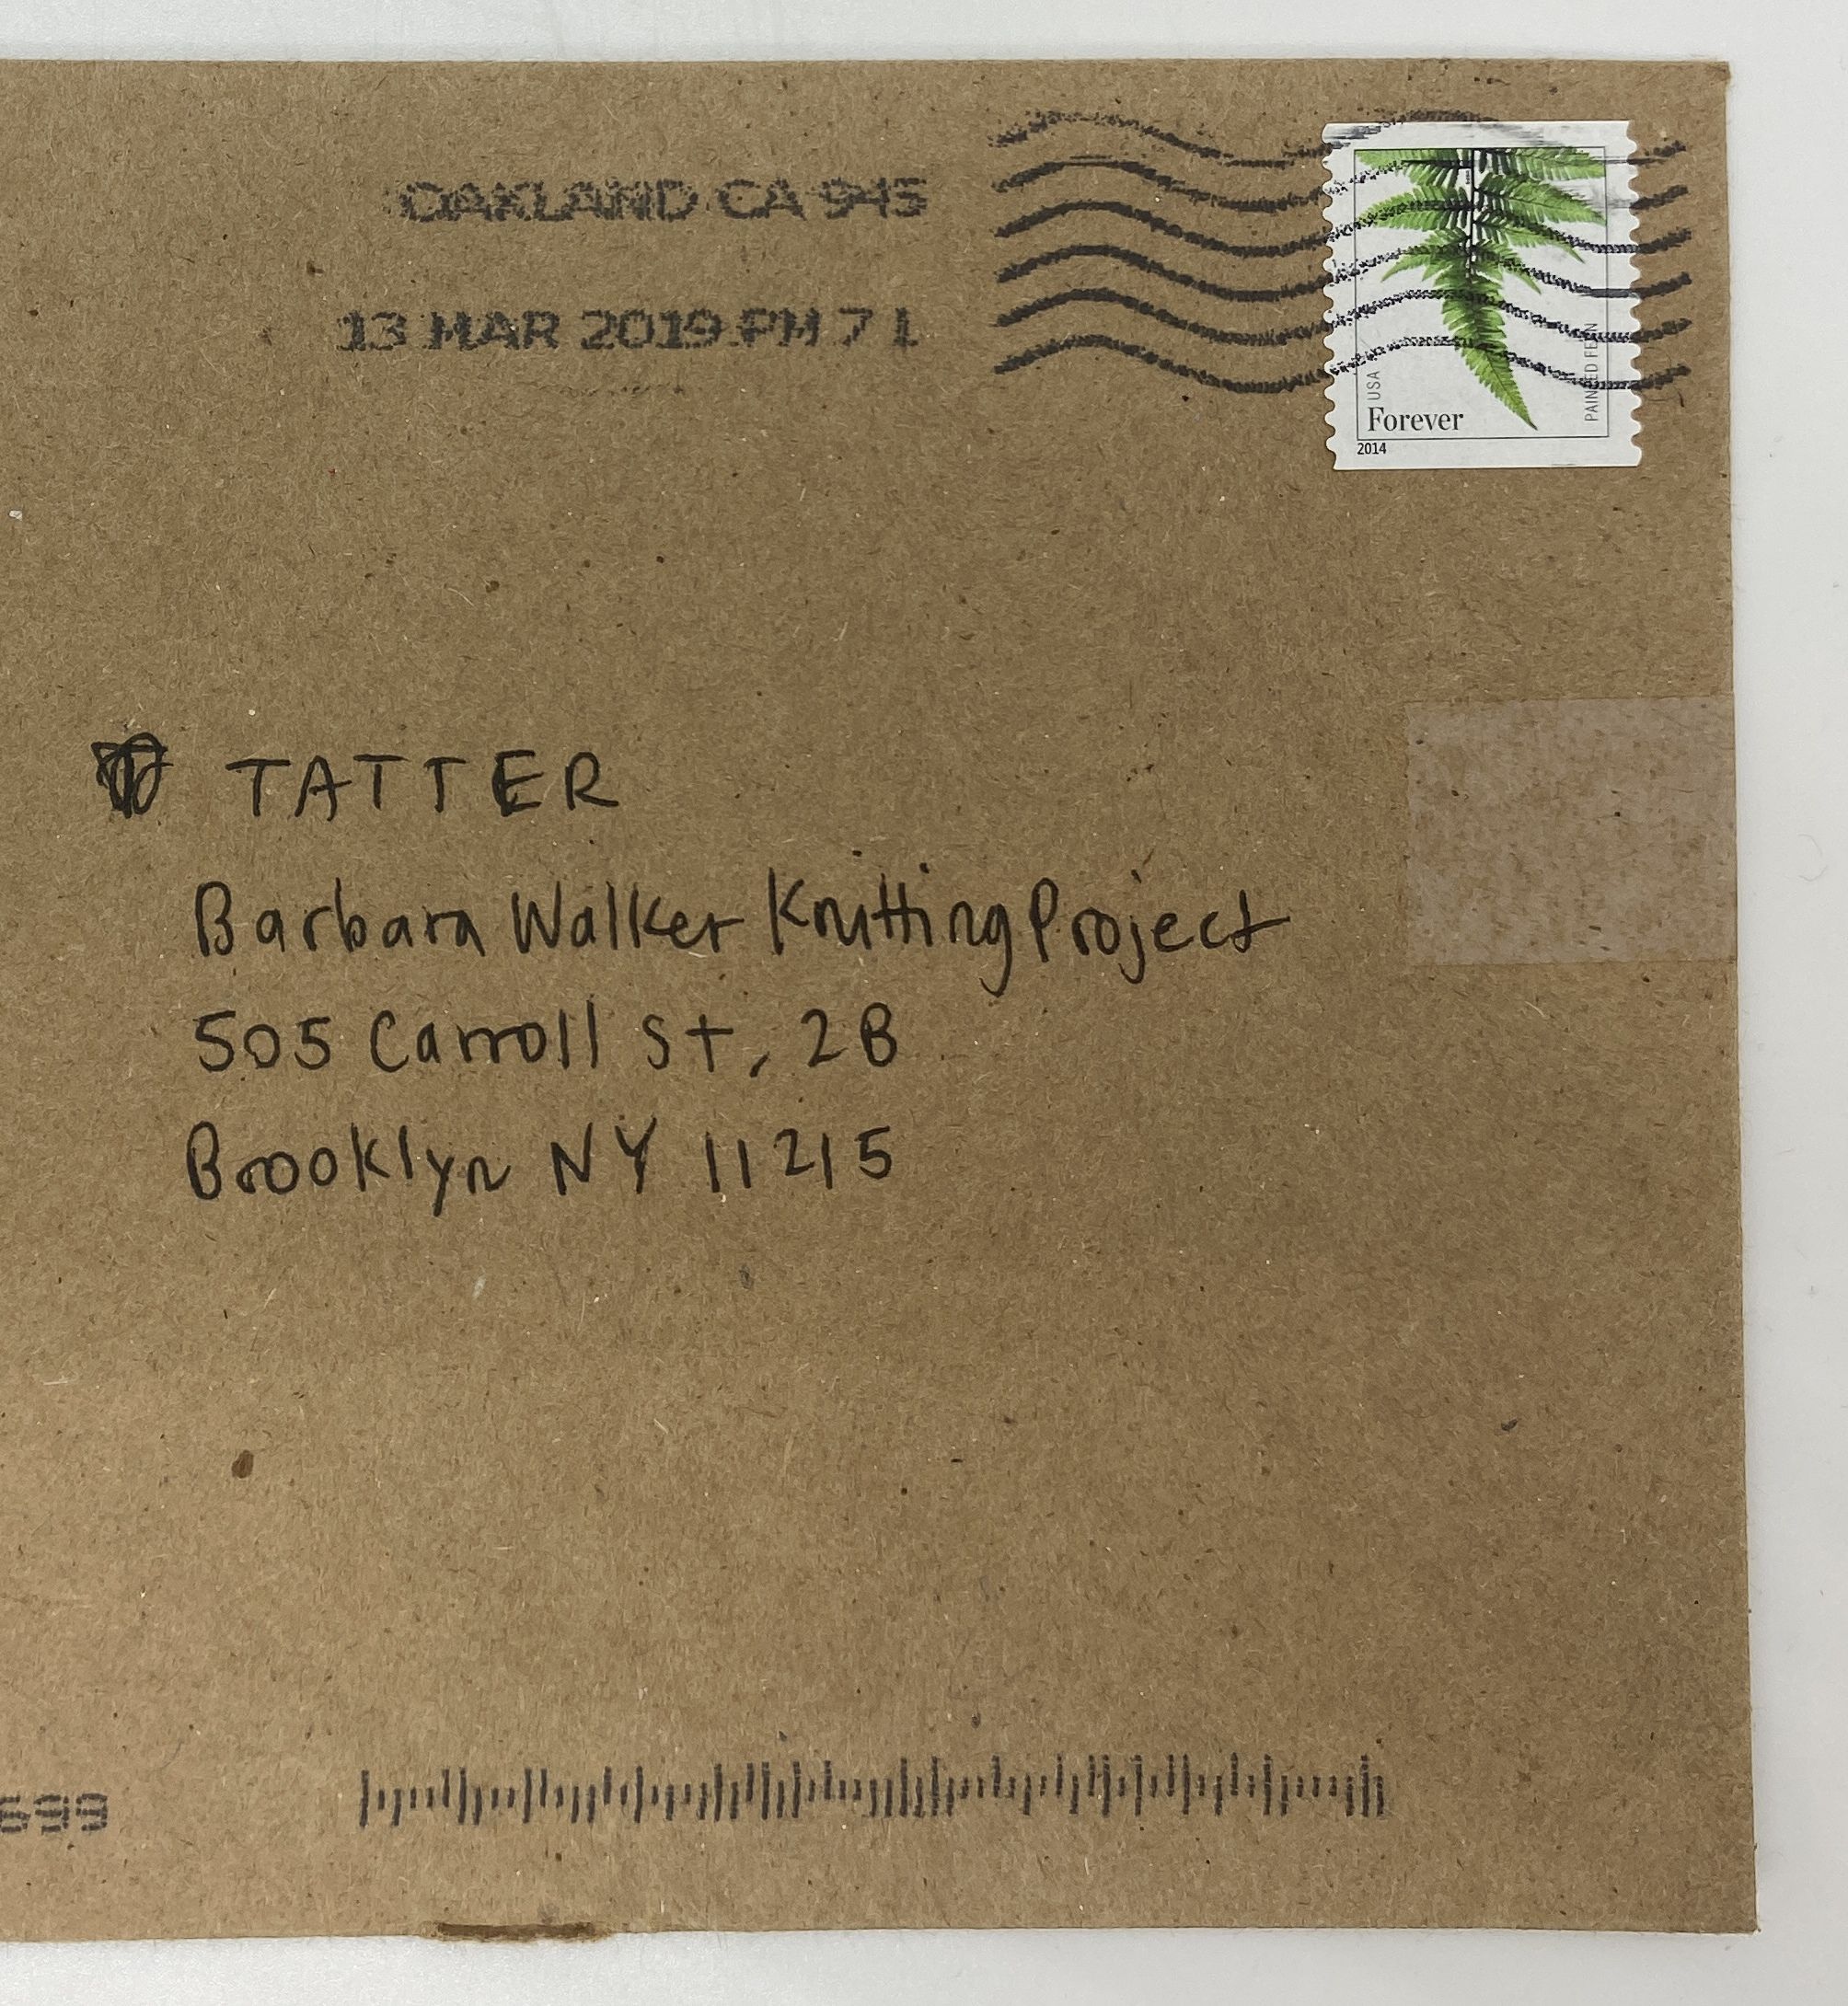 OAKLAND CA 945
13 MAR 2019 PM 7 L
USA
Forever
PAINTED FERN
2014
TATTER
Barbara Walker Knitting Project
505 Carroll St, 2B
Brooklyn NY 11215
699